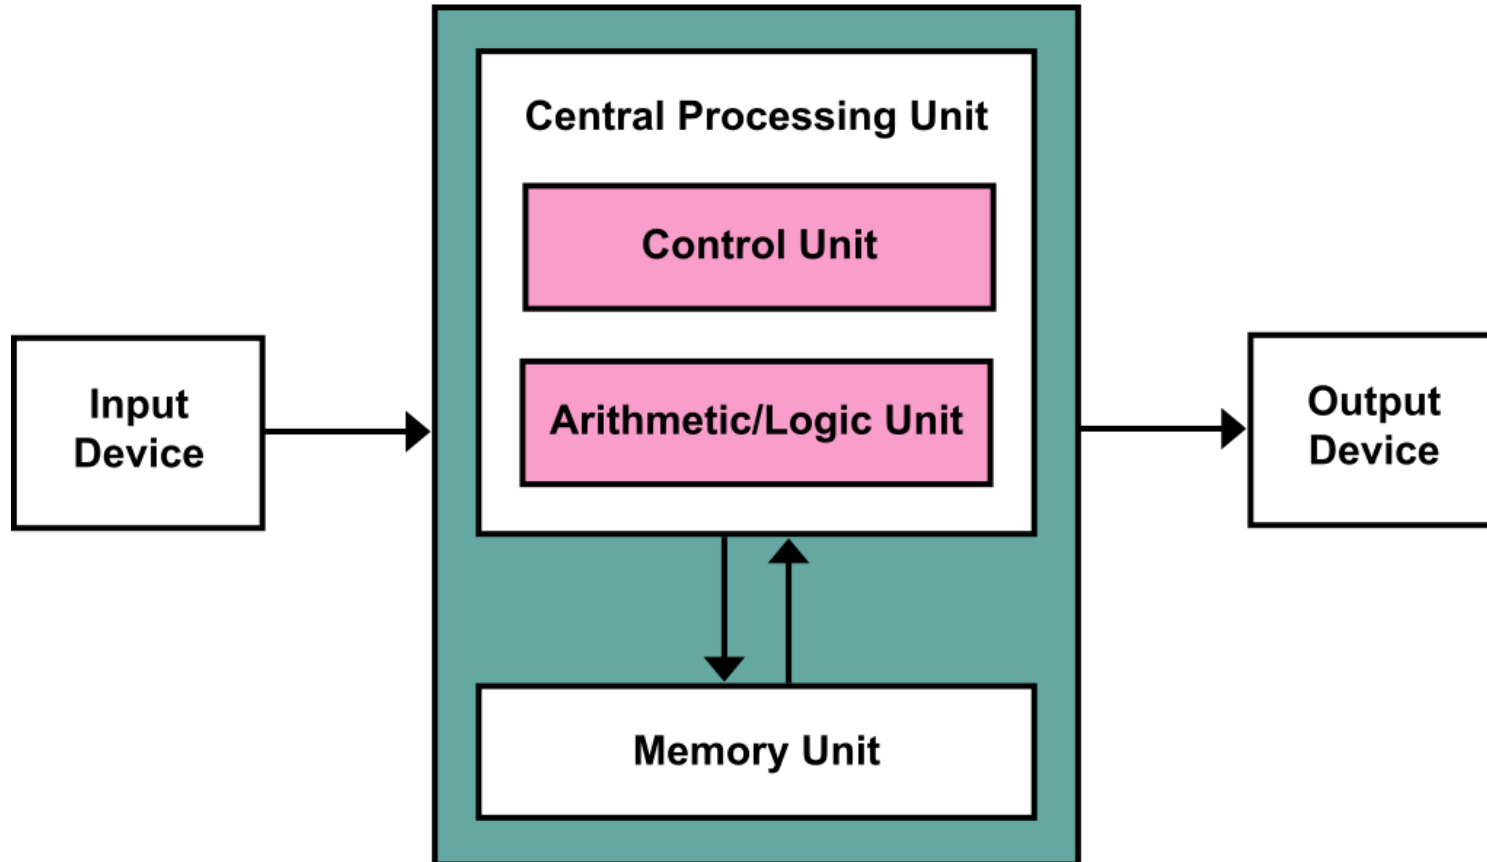 Central Processing Unit
Control Unit
Arithmetic/Logic Unit
Input
Device
Output
Device
Memory Unit